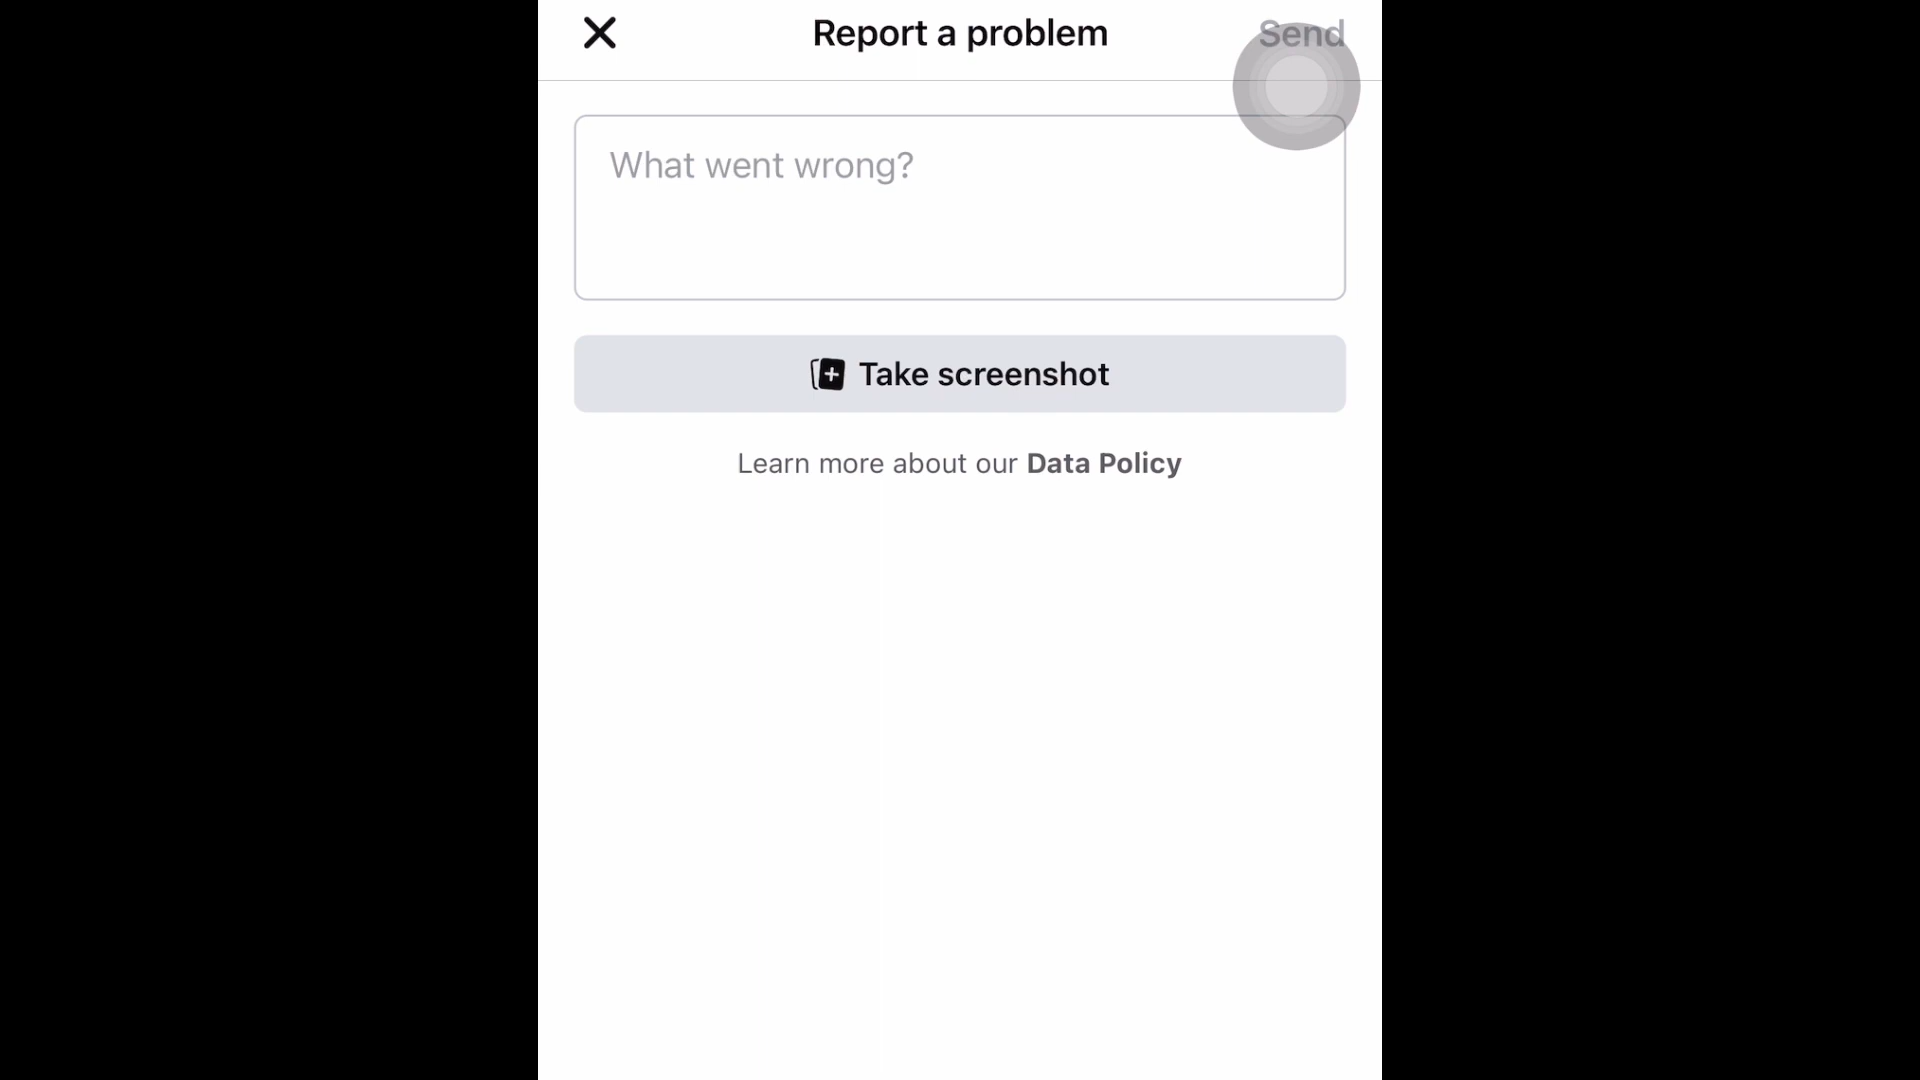 Report a problem
Send
What went wrong?
Take screenshot
Learn more about our Data Policy